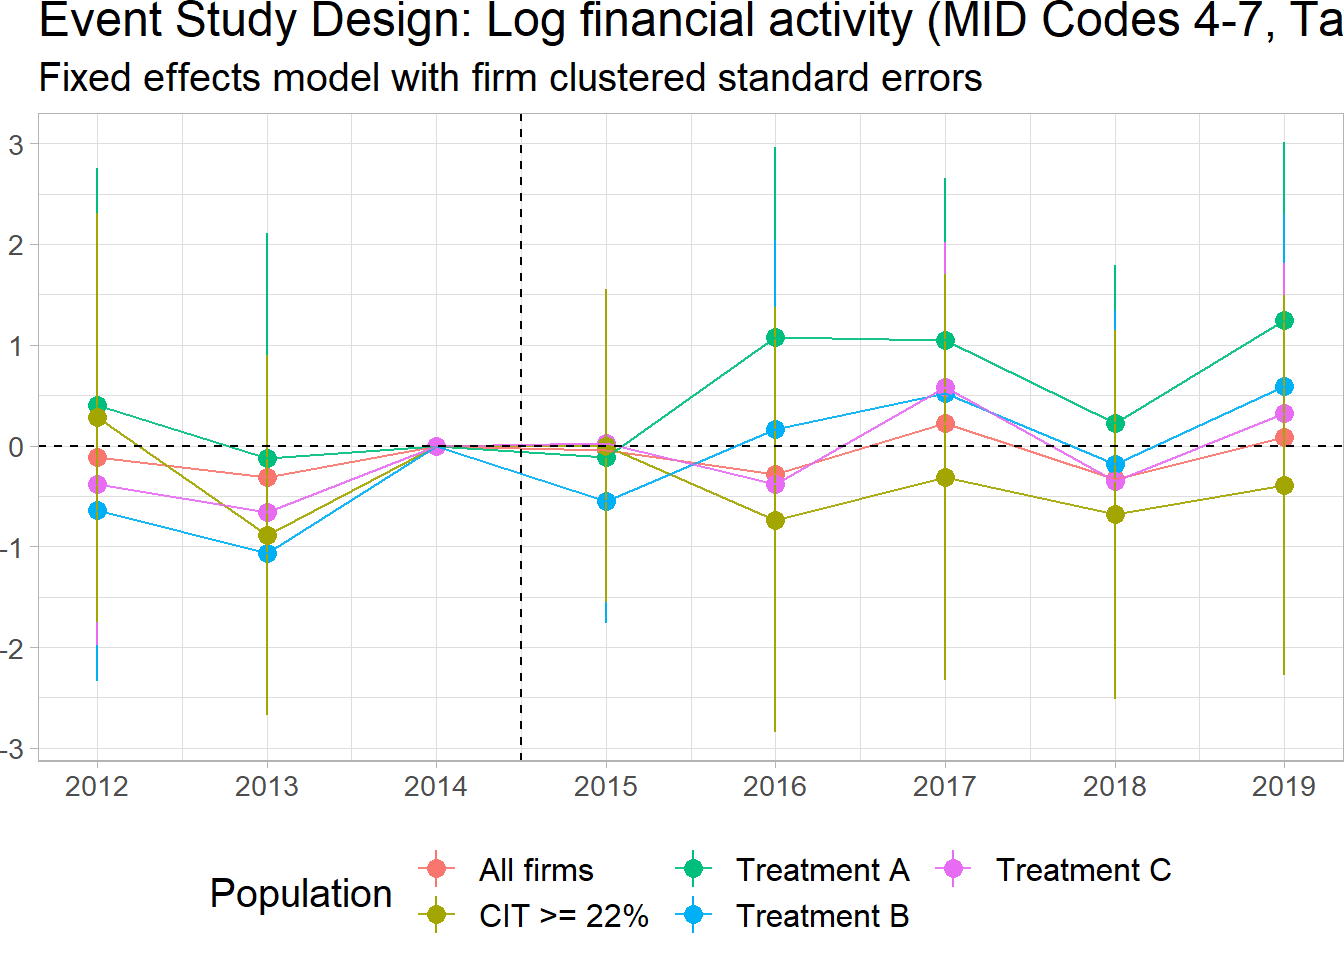 Event Study Design: Log financial activity (MID Codes 4-7, Ta
Fixed effects model with firm clustered standard errors
3
2
1
0
-1
-2
-3
2012 2013 2014 2015 2016 2017 2018 2019
Population
All firms Treatment A Treatment C
CIT >= 22% Treatment B